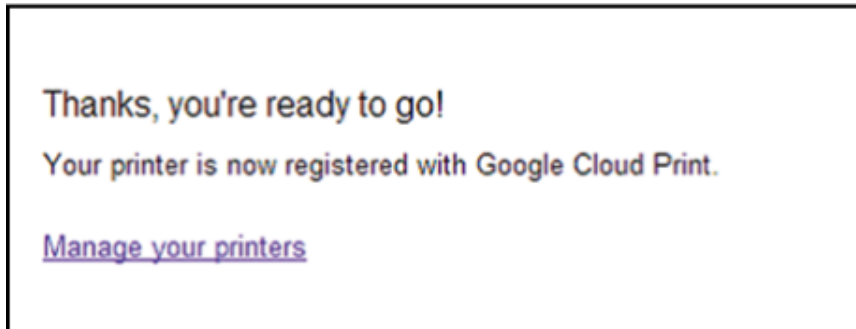 Thanks, you're ready to go!
Your printer is now registered with Google Cloud Print.
Manage your printers